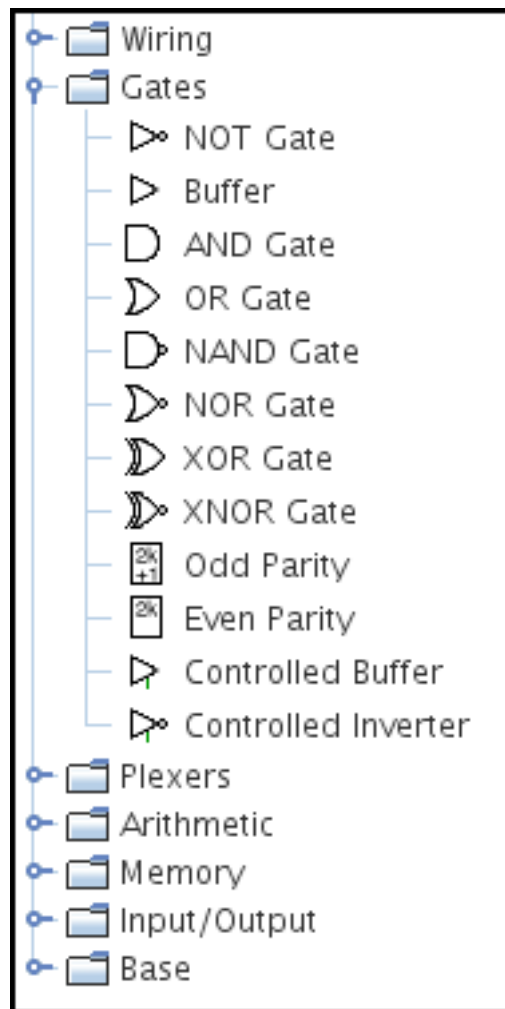 Wiring
Gates
NOT Gate
Buffer
AND Gate
OR Gate
NAND Gate
NOR Gate
XOR Gate
XNOR Gate
2k
+1
Odd Parity
2k
Even Parity
Controlled Buffer
Controlled Inverter
Plexers
Arithmetic
Memory
Input/Output
Base